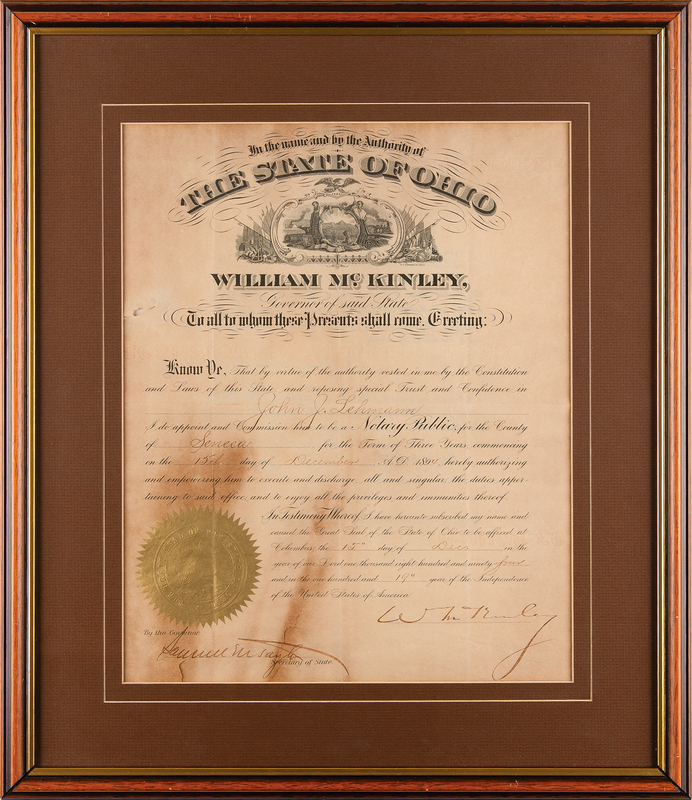 In the name and by the Authority of
THE STATE OF OHIO
WILLIAM Mc KINLEY,
Governor of said State
To all to whom these Presents shall come, Greeting:
Know Ye, That by virtue of the authority vested in me by the Constitution
and Laws of this State and reposing special Trust and Confidence in
John J. Lehmann
I do appoint and Commission him to be a Notary Public, for the County
of Seneca for the Term of Three Years, commencing
on the 15th day of December A.D. 1894, hereby authorizing
and empowering him to execute and discharge, all and singular, the duties apper-
taining to said office, and to enjoy all the privileges and immunities thereof.
In Testimony Whereof, I have hereunto subscribed my name and
caused the Great Seal of the State of Ohio to be affixed at
Columbus, the 15th day of Dec in the
year of our Lord one thousand eight hundred and ninety four
and in the one hundred and 19th year of the Independence
of the United States of America.
W McKinley
By the Governor
Samuel M Taylor
Secretary of State.